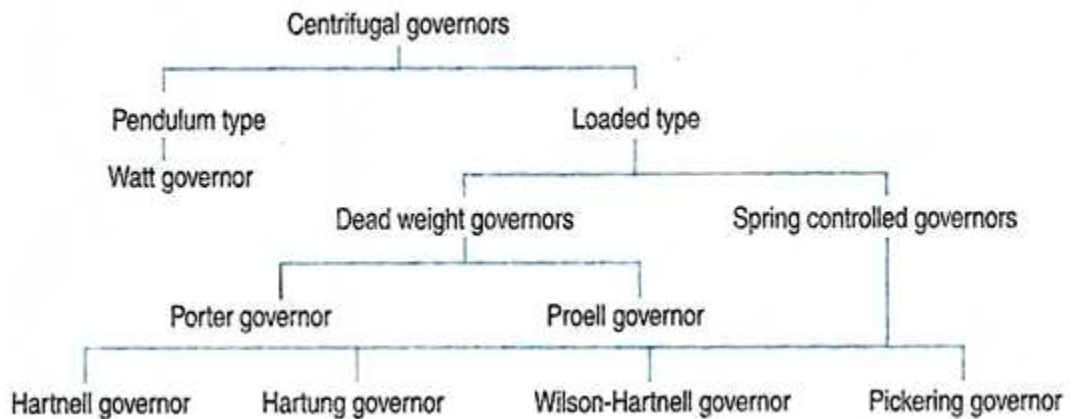 Centrifugal governors
Pendulum type Loaded type
Watt governor
Dead weight governors Spring controlled governors
Porter governor Proell governor
Hartnell governor Hartung governor Wilson-Hartnell governor Pickering governor